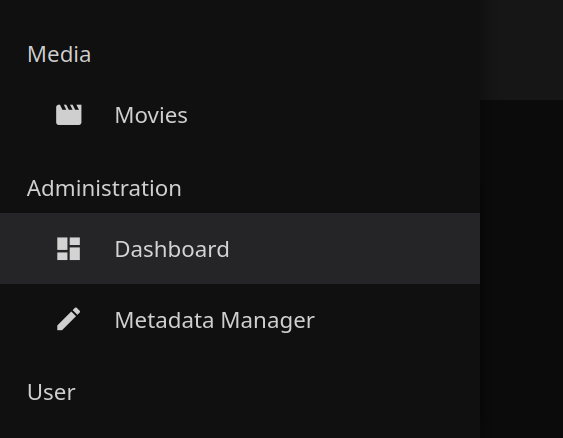 Media
Movies
Administration
Dashboard
Metadata Manager
User